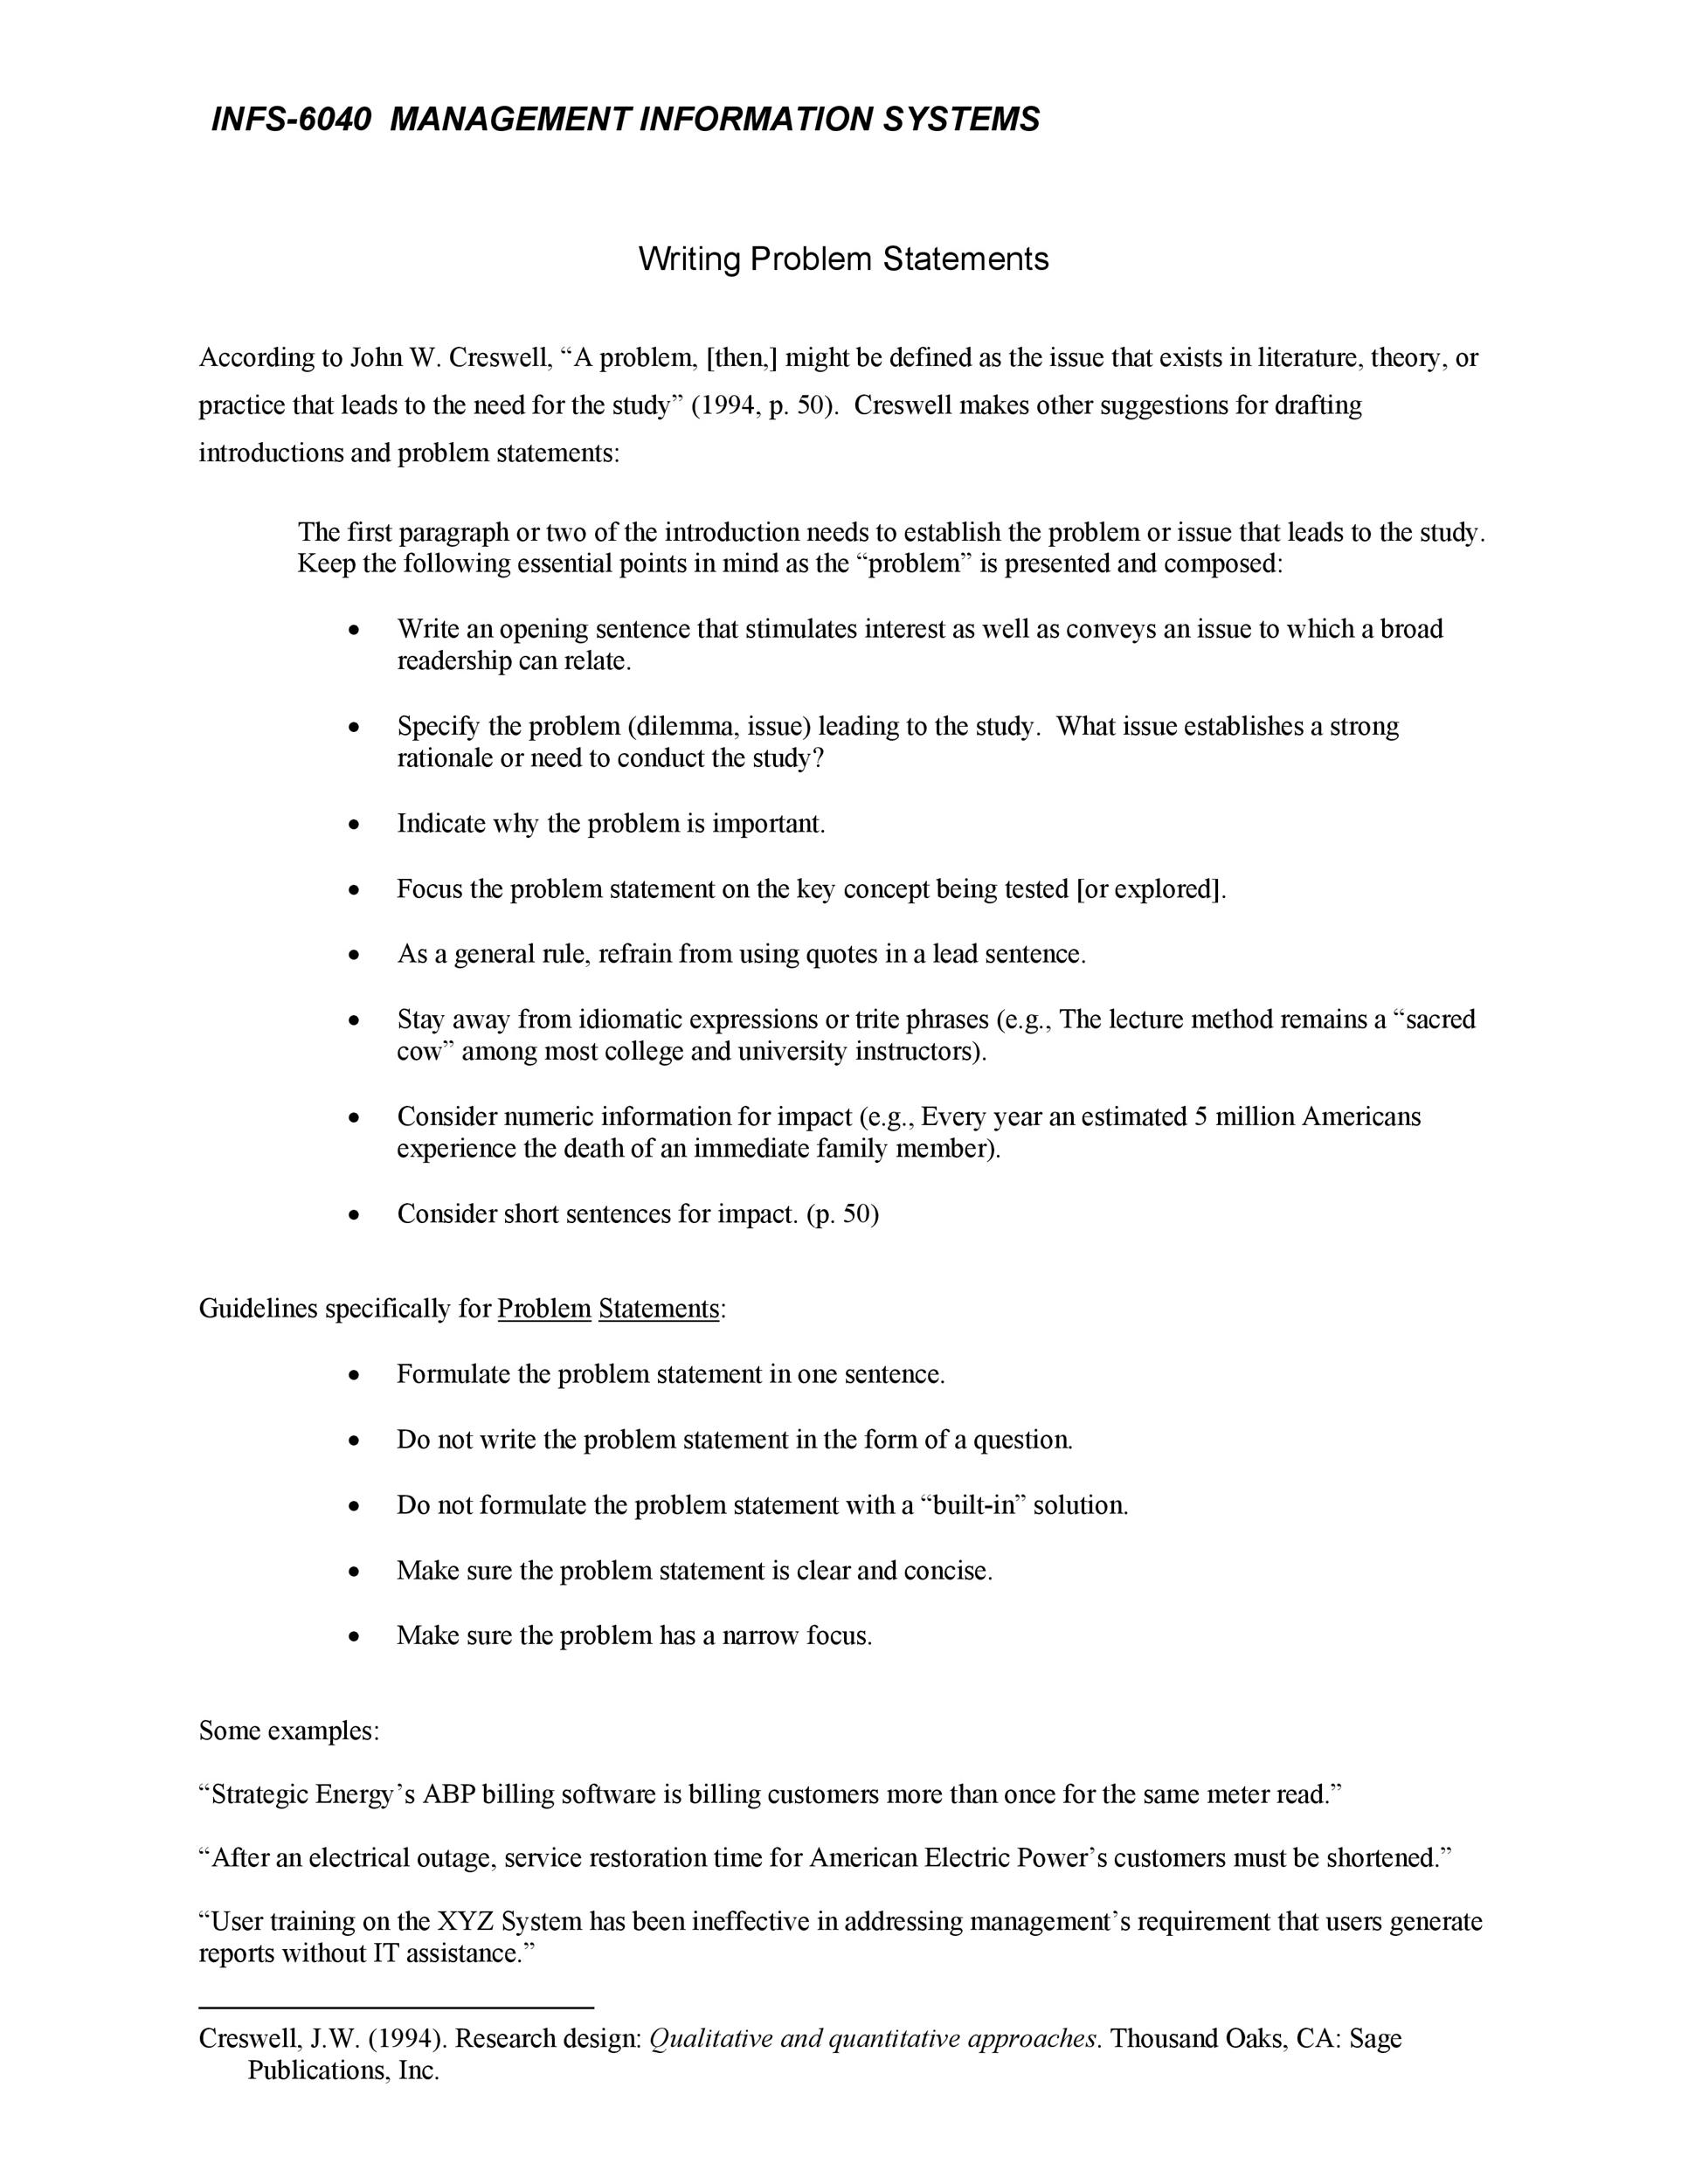 INFS-6040  MANAGEMENT INFORMATION SYSTEMS
Writing Problem Statements
According to John W. Creswell, “A problem, [then,] might be defined as the issue that exists in literature, theory, or
practice that leads to the need for the study” (1994, p. 50).  Creswell makes other suggestions for drafting
introductions and problem statements:
The first paragraph or two of the introduction needs to establish the problem or issue that leads to the study.
Keep the following essential points in mind as the “problem” is presented and composed:
• Write an opening sentence that stimulates interest as well as conveys an issue to which a broad
readership can relate.
• Specify the problem (dilemma, issue) leading to the study.  What issue establishes a strong
rationale or need to conduct the study?
• Indicate why the problem is important.
• Focus the problem statement on the key concept being tested [or explored].
• As a general rule, refrain from using quotes in a lead sentence.
• Stay away from idiomatic expressions or trite phrases (e.g., The lecture method remains a “sacred
cow” among most college and university instructors).
• Consider numeric information for impact (e.g., Every year an estimated 5 million Americans
experience the death of an immediate family member).
• Consider short sentences for impact. (p. 50)
Guidelines specifically for Problem Statements:
• Formulate the problem statement in one sentence.
• Do not write the problem statement in the form of a question.
• Do not formulate the problem statement with a “built-in” solution.
• Make sure the problem statement is clear and concise.
• Make sure the problem has a narrow focus.
Some examples:
“Strategic Energy’s ABP billing software is billing customers more than once for the same meter read.”
“After an electrical outage, service restoration time for American Electric Power’s customers must be shortened.”
“User training on the XYZ System has been ineffective in addressing management’s requirement that users generate
reports without IT assistance.”
Creswell, J.W. (1994). Research design: Qualitative and quantitative approaches. Thousand Oaks, CA: Sage
Publications, Inc.